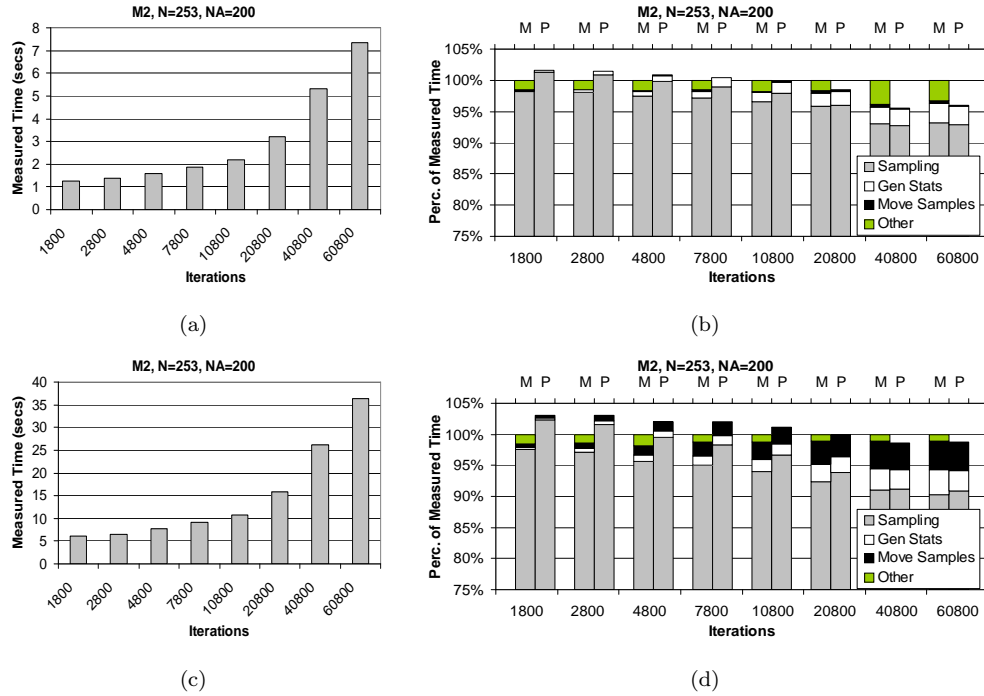 M2, N=253, NA=200
Measured Time (secs)
8
7
6
5
4
3
2
1
0
1800
2800
4800
7800
10800
20800
40800
60800
Iterations
(a)
M2, N=253, NA=200
M P M P M P M P M P M P M P M P
Perc. of Measured Time
105%
100%
95%
90%
85%
80%
75%
Sampling
Gen Stats
Move Samples
Other
1800 2800 4800 7800 10800 20800 40800 60800
Iterations
(b)
M2, N=253, NA=200
Measured Time (secs)
40
35
30
25
20
15
10
5
0
1800
2800
4800
7800
10800
20800
40800
60800
Iterations
(c)
M2, N=253, NA=200
M P M P M P M P M P M P M P M P
Perc. of Measured Time
105%
100%
95%
90%
85%
80%
75%
Sampling
Gen Stats
Move Samples
Other
1800 2800 4800 7800 10800 20800 40800 60800
Iterations
(d)